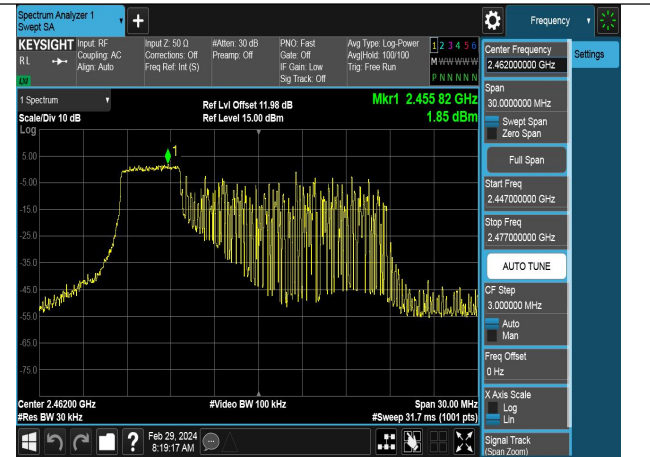 Spectrum Analyzer 1
Swept SA
+
Frequency
KEYSIGHT
RL
Input: RF
Coupling: AC
Align: Auto
Input Z: 50 Ω
Corrections: Off
Freq Ref: Int (S)
#Atten: 30 dB
Preamp: Off
PNO: Fast
Gate: Off
IF Gain: Low
Sig Track: Off
Avg Type: Log-Power
Avg|Hold: 100/100
Trig: Free Run
1 2 3 4 5 6
M W W W W W
P N N N N N
1 Spectrum
Scale/Div 10 dB
Log
Ref Lvl Offset 11.98 dB
Ref Level 15.00 dBm
Mkr1 2.455 82 GHz
1.85 dBm
1
5.00
-5.00
-15.0
-25.0
-35.0
-45.0
-55.0
-65.0
-75.0
Center 2.46200 GHz
#Res BW 30 kHz
#Video BW 100 kHz
Span 30.00 MHz
#Sweep 31.7 ms (1001 pts)
Center Frequency
2.462000000 GHz
Settings
Span
30.0000000 MHz
Swept Span
Zero Span
Full Span
Start Freq
2.447000000 GHz
Stop Freq
2.477000000 GHz
AUTO TUNE
CF Step
3.000000 MHz
Auto
Man
Freq Offset
0 Hz
X Axis Scale
Log
Lin
Signal Track
(Span Zoom)
?
Feb 29, 2024
8:19:17 AM